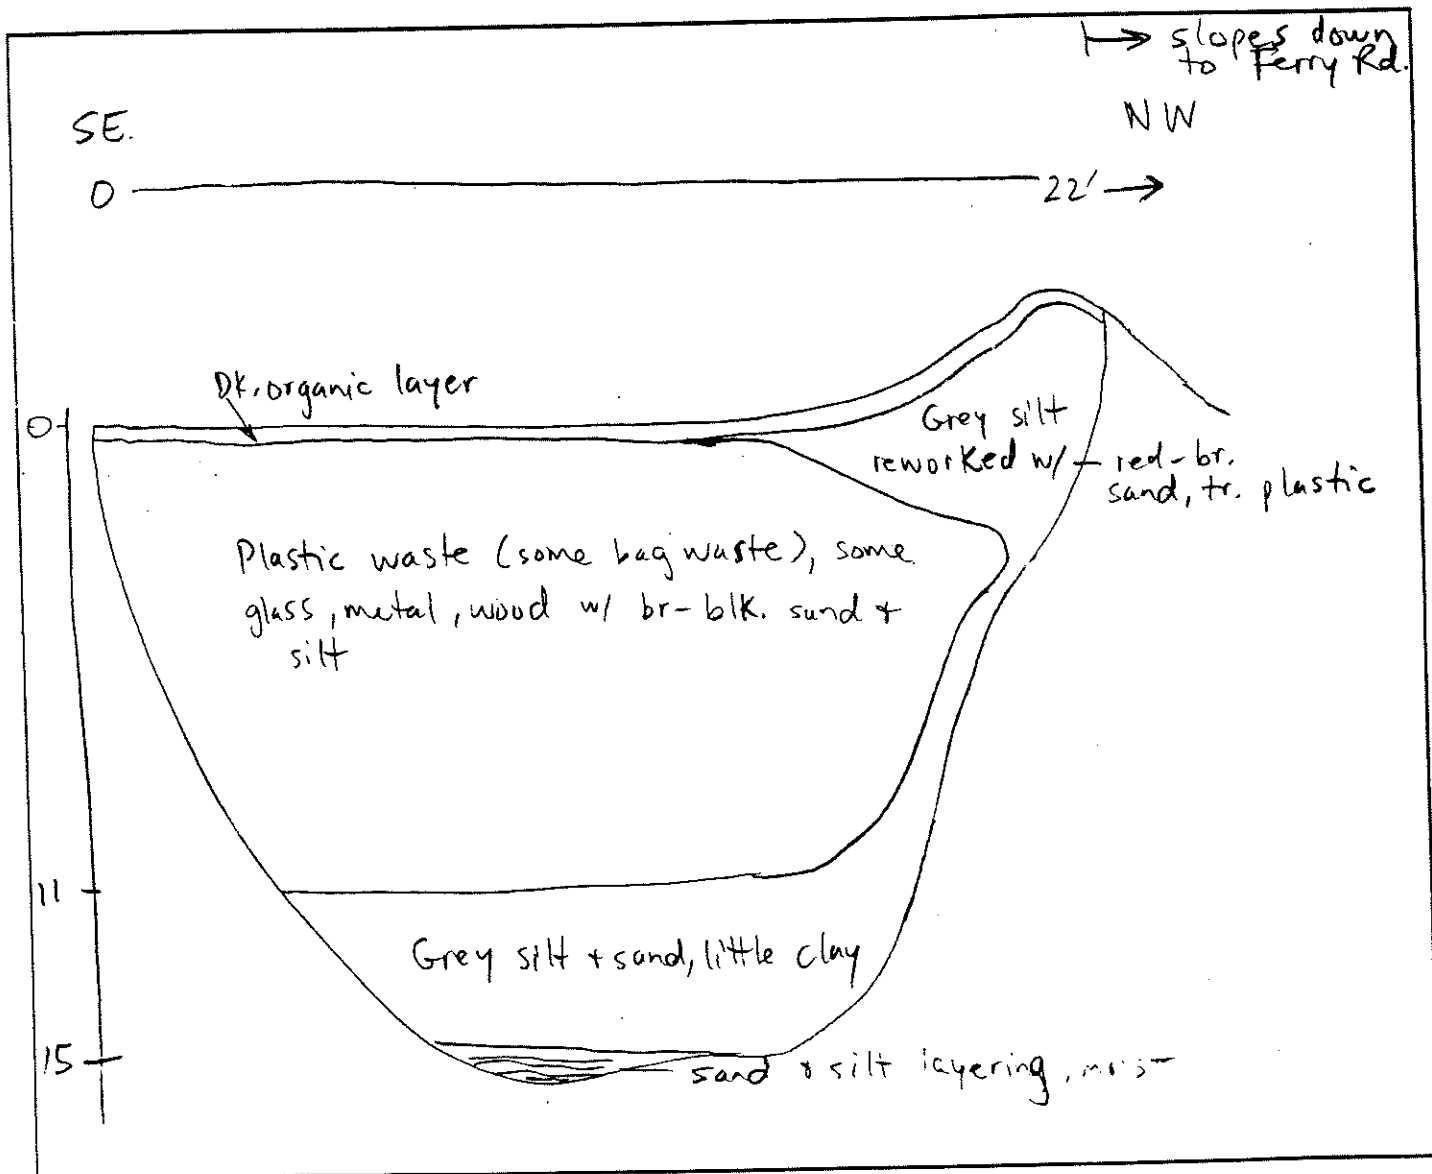 slopes down
to Ferry Rd.
SE.
NW
0
22'
Dk. organic layer
0
Grey silt
reworked w/
red-br.
sand, tr. plastic
Plastic waste (some bag waste), some
glass, metal, wood w/ br-blk. sand +
silt
11
Grey silt + sand, little clay
15
sand + silt layering,